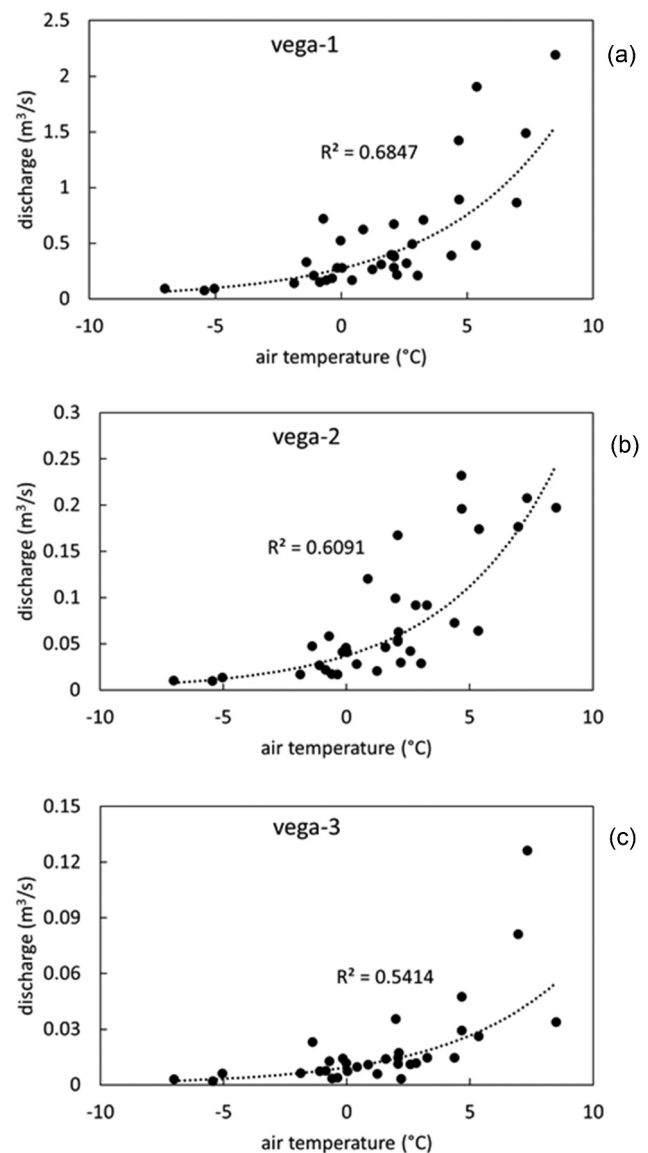 vega-1
(a)
R² = 0.6847
discharge (m³/s)
2.5
2
1.5
1
0.5
0
-10 -5 0 5 10
air temperature (°C)
vega-2
(b)
R² = 0.6091
discharge (m³/s)
0.3
0.25
0.2
0.15
0.1
0.05
0
-10 -5 0 5 10
air temperature (°C)
vega-3
(c)
R² = 0.5414
discharge (m³/s)
0.15
0.12
0.09
0.06
0.03
0
-10 -5 0 5 10
air temperature (°C)